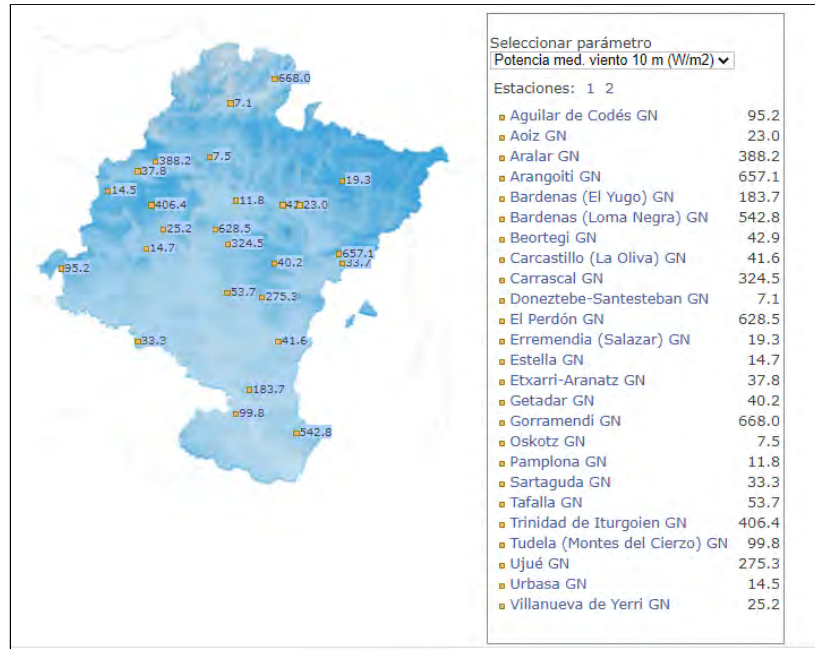 Seleccionar parámetro
Potencia med. viento 10 m (W/m2)
Estaciones: 1 2
Aguilar de Codés GN 95.2
Aoiz GN 23.0
Aralar GN 388.2
Arangoiti GN 657.1
Bardenas (El Yugo) GN 183.7
Bardenas (Loma Negra) GN 542.8
Beortegi GN 42.9
Carcastillo (La Oliva) GN 41.6
Carrascal GN 324.5
Doneztebe-Santesteban GN 7.1
El Perdón GN 628.5
Erremendia (Salazar) GN 19.3
Estella GN 14.7
Etxarri-Aranatz GN 37.8
Getadar GN 40.2
Gorramendi GN 668.0
Oskotz GN 7.5
Pamplona GN 11.8
Sartaguda GN 33.3
Tafalla GN 53.7
Trinidad de Iturgoien GN 406.4
Tudela (Montes del Cierzo) GN 99.8
Ujué GN 275.3
Urbasa GN 14.5
Villanueva de Yerri GN 25.2
668.0
7.1
7.5
388.2
37.8
19.3
14.5
11.8
406.4
23.0
25.2
628.5
324.5
14.7
657.1
33.7
40.2
95.2
53.7
275.3
33.3
41.6
183.7
99.8
542.8